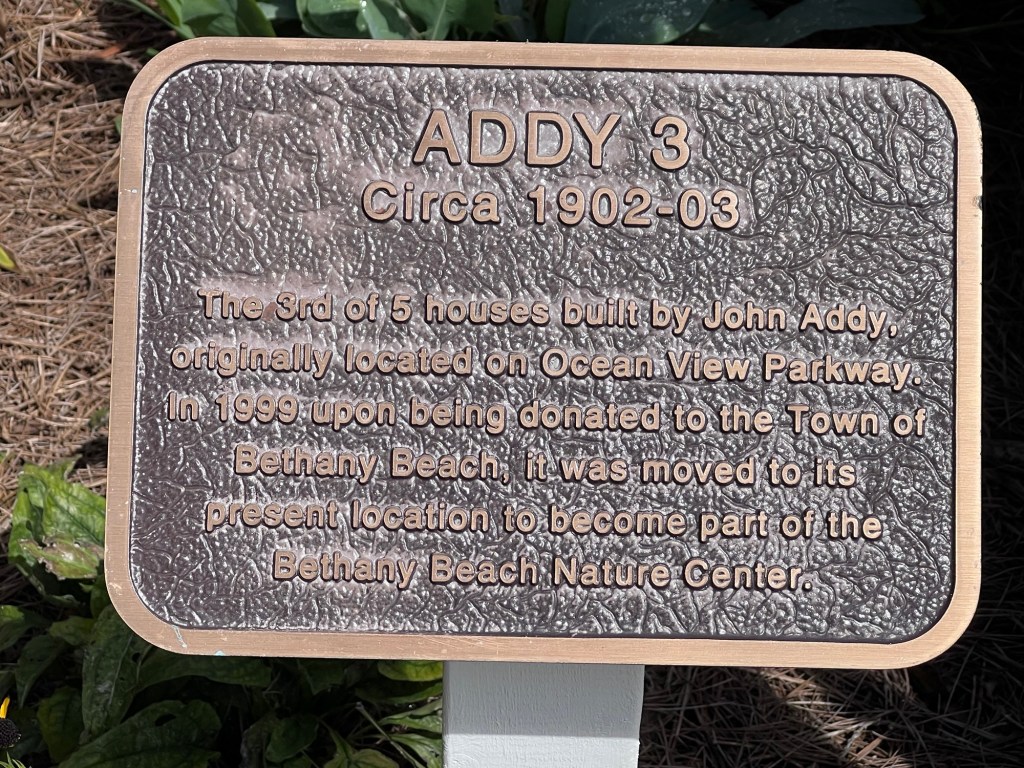 ADDY 3
Circa 1902-03
The 3rd of 5 houses built by John Addy,
originally located on Ocean View Parkway.
In 1999 upon being donated to the Town of
Bethany Beach, it was moved to its
present location to become part of the
Bethany Beach Nature Center.